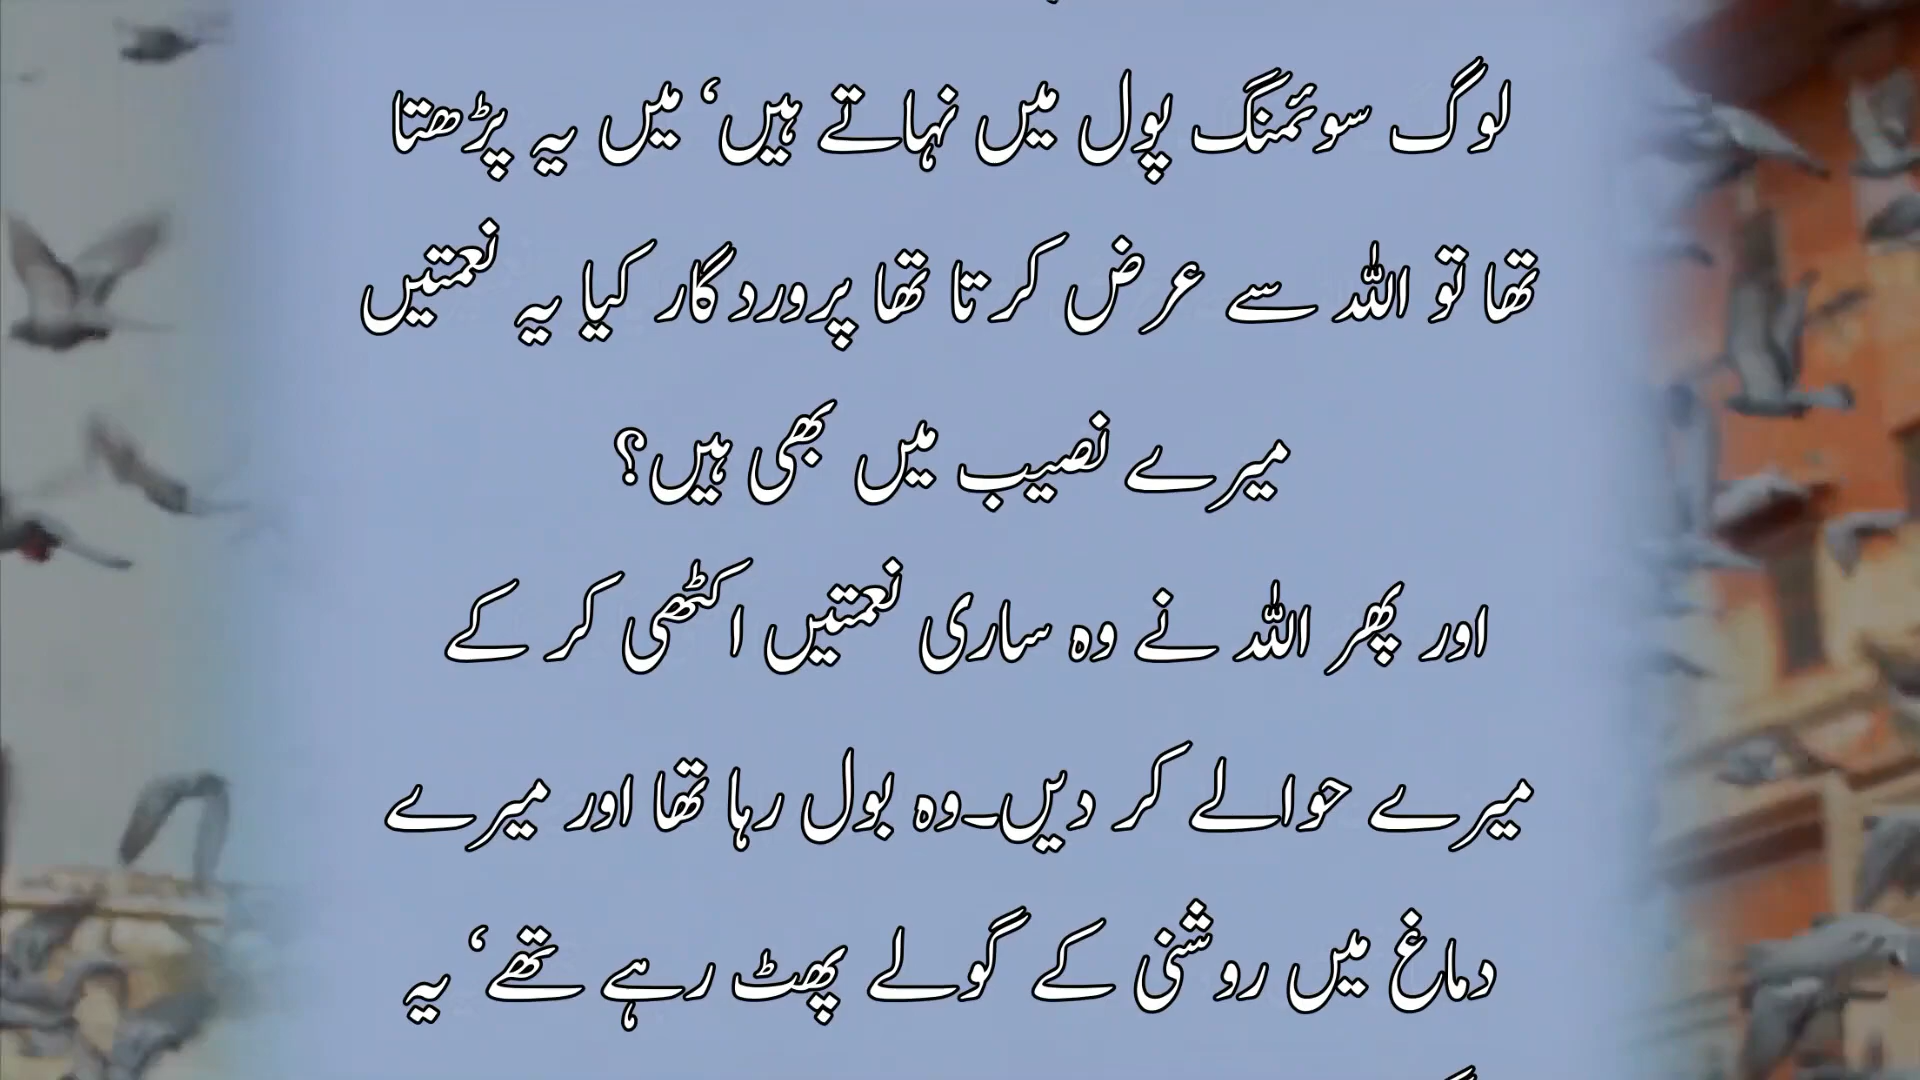 لوگ سوئمنگ پول میں نہاتے ہیں‘ میں یہ پڑھتا
تھا تو اللہ سے عرض کرتا تھا پروردگار کیا یہ نعمتیں
میرے نصیب میں بھی ہیں؟
اور پھر اللہ نے وہ ساری نعمتیں اکٹھی کر کے
میرے حوالے کر دیں۔وہ بول رہا تھا اور میرے
دماغ میں روشنی کے گولے پھٹ رہے تھے‘ یہ